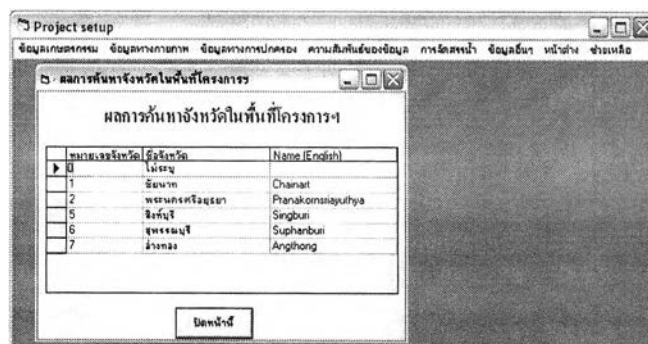 Project setup
ข้อมูลเกษตรกรรม ข้อมูลทางกายภาพ ข้อมูลทางการปกครอง ความสัมพันธ์ของข้อมูล การจัดสรรน้ำ ข้อมูลอื่นๆ หน้าต่าง ช่วยเหลือ
ผลการค้นหาจังหวัดในพื้นที่โครงการฯ
ผลการค้นหาจังหวัดในพื้นที่โครงการฯ
หมายเลขจังหวัด ชื่อจังหวัด Name (English)
0 ไม่ระบุ
1 ชัยนาท Chainart
2 พระนครศรีอยุธยา Pranakornsriayuthya
5 สิงห์บุรี Singburi
6 สุพรรณบุรี Suphanburi
7 อ่างทอง Angthong
ปิดหน้านี้